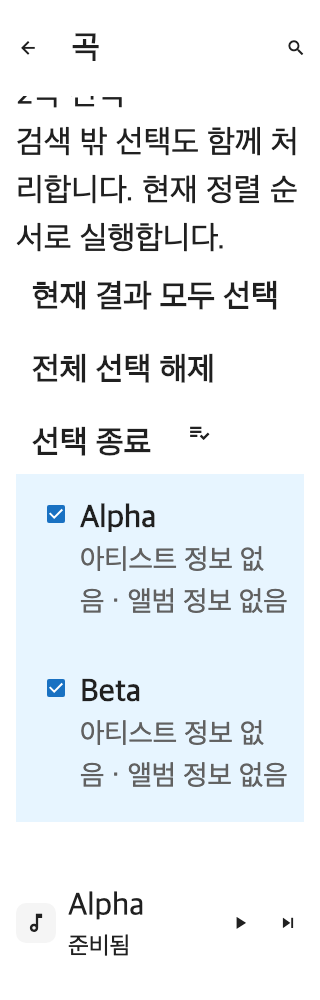 곡
검색 밖 선택도 함께 처
리합니다. 현재 정렬 순
서로 실행합니다.
현재 결과 모두 선택
전체 선택 해제
선택 종료
Alpha
아티스트 정보 없
음 · 앨범 정보 없음
Beta
아티스트 정보 없
음 · 앨범 정보 없음
Alpha
준비됨